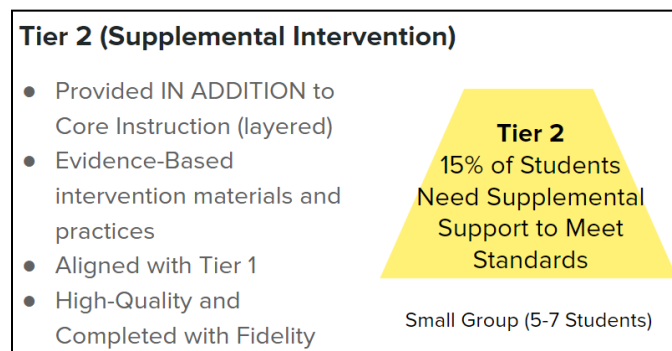 Tier 2 (Supplemental Intervention)
● Provided IN ADDITION to
Core Instruction (layered)
● Evidence-Based
intervention materials and
practices
● Aligned with Tier 1
● High-Quality and
Completed with Fidelity
Tier 2
15% of Students
Need Supplemental
Support to Meet
Standards
Small Group (5-7 Students)